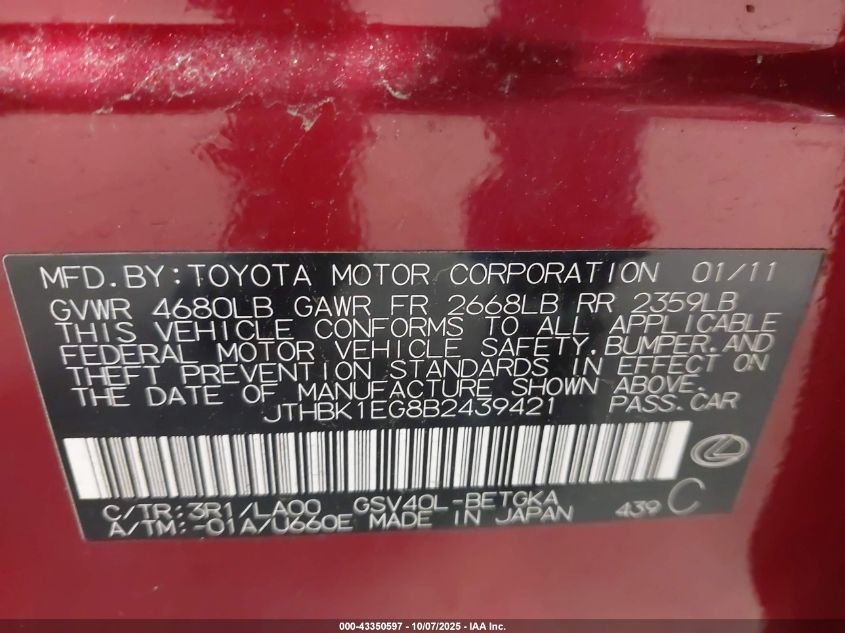 MFD.BY:TOYOTA MOTOR CORPORATION 01/11
GVWR 4680LB GAWR FR 2668LB RR 2359LB
THIS VEHICLE CONFORMS TO ALL APPLICABLE
FEDERAL MOTOR VEHICLE SAFETY,BUMPER,AND
THEFT PREVENTION STANDARDS IN EFFECT ON
THE DATE OF MANUFACTURE SHOWN ABOVE.
JTHBK1EG8B2439421 PASS.CAR
C/TR:3R1/LA00 GSV40L-BETGKA
A/TM:-01A/U660E MADE IN JAPAN 439 C
000-43350597 - 10/07/2025 - IAA Inc.